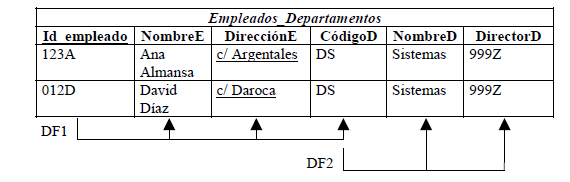 Empleados_Departamentos
Id_empleado NombreE DirecciónE CódigoD NombreD DirectorD
123A Ana Almansa c/ Argentales DS Sistemas 999Z
012D David Díaz c/ Daroca DS Sistemas 999Z
DF1
DF2